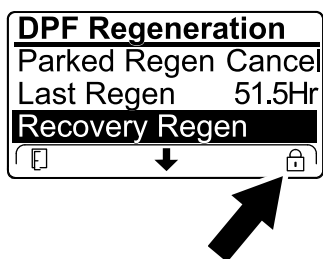 DPF Regeneration
Parked Regen Cancel
Last Regen 51.5Hr
Recovery Regen